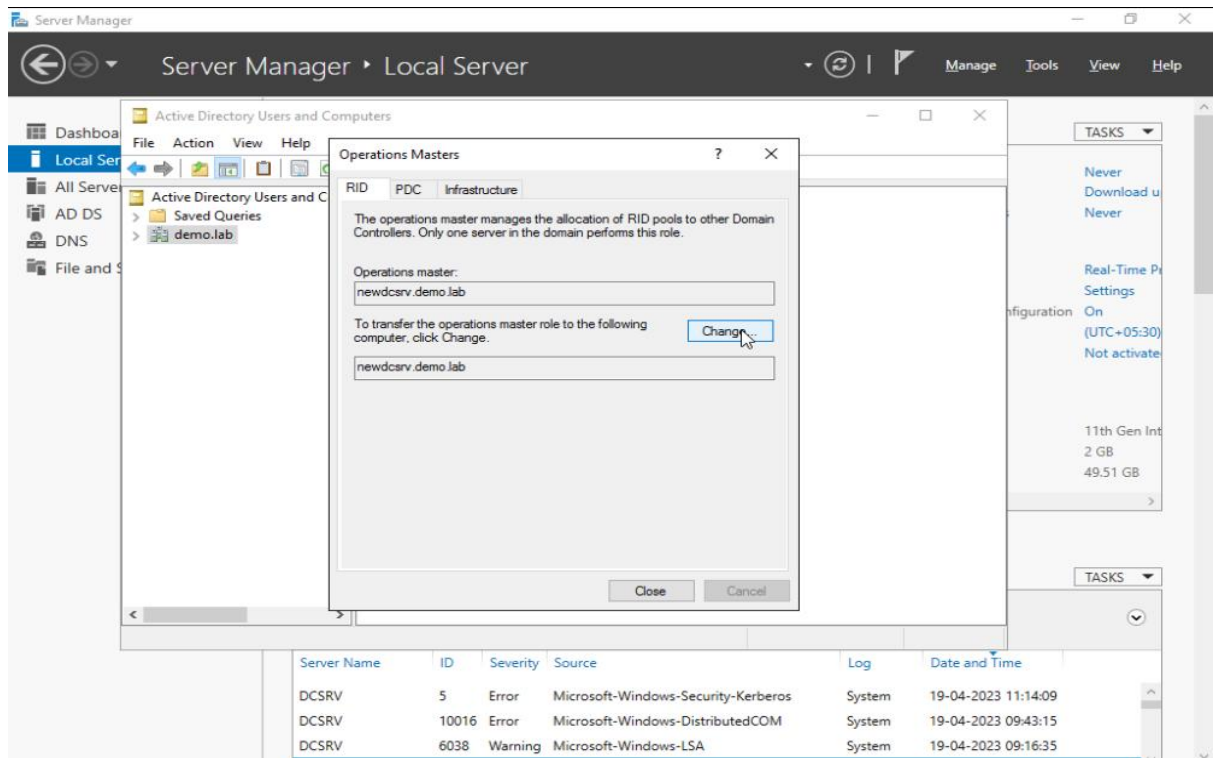 Server Manager
Server Manager ‣ Local Server
Manage Tools View Help
Dashboa
Local Ser
All Server
AD DS
DNS
File and S
Active Directory Users and Computers
File Action View Help
Active Directory Users and C
Saved Queries
demo.lab
Operations Masters
RID PDC Infrastructure
The operations master manages the allocation of RID pools to other Domain
Controllers. Only one server in the domain performs this role.
Operations master:
newdcsrv.demo.lab
To transfer the operations master role to the following
computer, click Change.
Change...
newdcsrv.demo.lab
Close Cancel
TASKS
Never
Download u
Never
Real-Time Pr
Settings
nfiguration On
(UTC+05:30)
Not activate
11th Gen Int
2 GB
49.51 GB
TASKS
Server Name ID Severity Source Log Date and Time
DCSRV 5 Error Microsoft-Windows-Security-Kerberos System 19-04-2023 11:14:09
DCSRV 10016 Error Microsoft-Windows-DistributedCOM System 19-04-2023 09:43:15
DCSRV 6038 Warning Microsoft-Windows-LSA System 19-04-2023 09:16:35